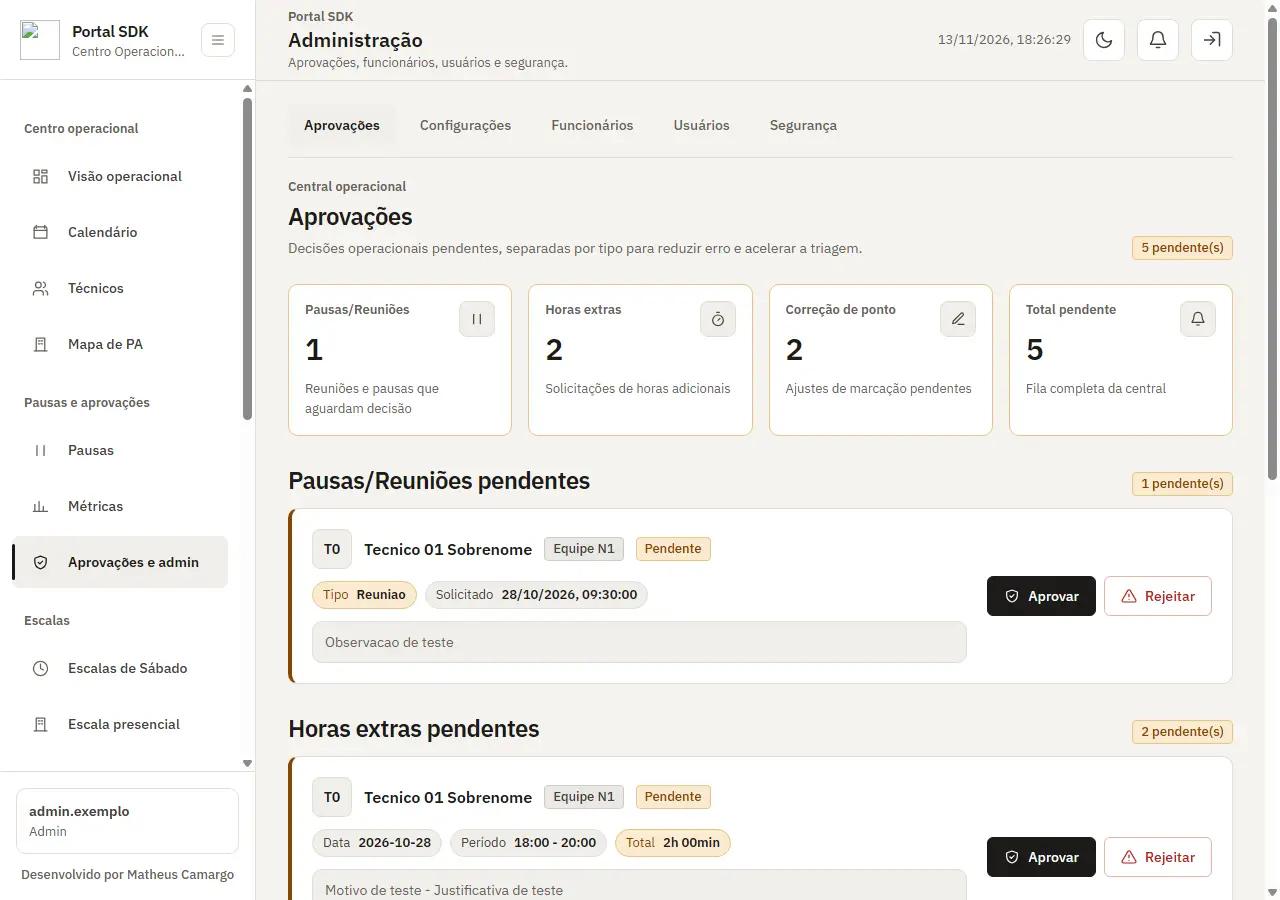 Portal SDK
Centro Operacion...
Centro operacional
Visão operacional
Calendário
Técnicos
Mapa de PA
Pausas e aprovações
Pausas
Métricas
Aprovações e admin
Escalas
Escalas de Sábado
Escala presencial
admin.exemplo
Admin
Desenvolvido por Matheus Camargo
Portal SDK
Administração
Aprovações, funcionários, usuários e segurança.
13/11/2026, 18:26:29
Aprovações Configurações Funcionários Usuários Segurança
Central operacional
Aprovações
Decisões operacionais pendentes, separadas por tipo para reduzir erro e acelerar a triagem.
5 pendente(s)
Pausas/Reuniões
1
Reuniões e pausas que
aguardam decisão
Horas extras
2
Solicitações de horas adicionais
Correção de ponto
2
Ajustes de marcação pendentes
Total pendente
5
Fila completa da central
Pausas/Reuniões pendentes
1 pendente(s)
T0 Tecnico 01 Sobrenome Equipe N1 Pendente
Tipo Reuniao Solicitado 28/10/2026, 09:30:00
Observacao de teste
Aprovar Rejeitar
Horas extras pendentes
2 pendente(s)
T0 Tecnico 01 Sobrenome Equipe N1 Pendente
Data 2026-10-28 Período 18:00 - 20:00 Total 2h 00min
Motivo de teste - Justificativa de teste
Aprovar Rejeitar